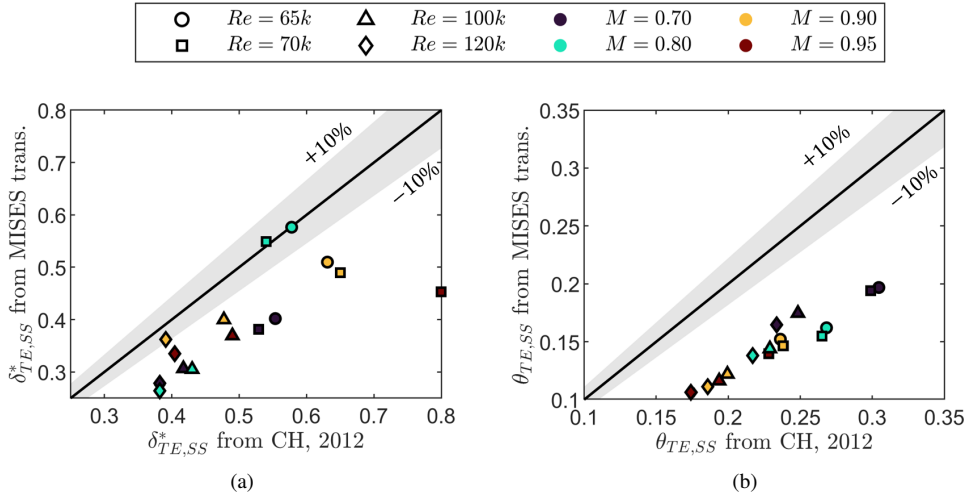 Re = 65k Re = 100k M = 0.70 M = 0.90
Re = 70k Re = 120k M = 0.80 M = 0.95
0.8
0.7
0.6
0.5
0.4
0.3
+10%
−10%
δ*TE,SS from MISES trans.
0.3 0.4 0.5 0.6 0.7 0.8
δ*TE,SS from CH, 2012
(a)
0.35
0.3
0.25
0.2
0.15
0.1
+10%
−10%
θTE,SS from MISES trans.
0.1 0.15 0.2 0.25 0.3 0.35
θTE,SS from CH, 2012
(b)